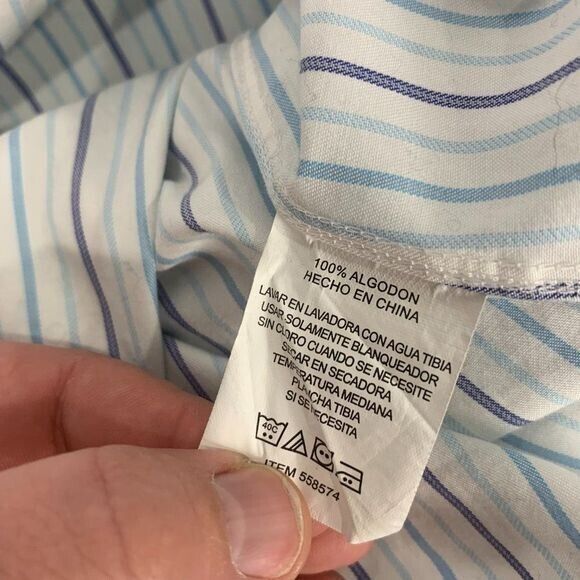 100% ALGODON
HECHO EN CHINA
LAVAR EN LAVADORA CON AGUA TIBIA
USAR SOLAMENTE BLANQUEADOR
SIN CLORO CUANDO SE NECESITE
SECAR EN SECADORA
TEMPERATURA MEDIANA
PLANCHA TIBIA
SI SE NECESITA
40C
ITEM 558574